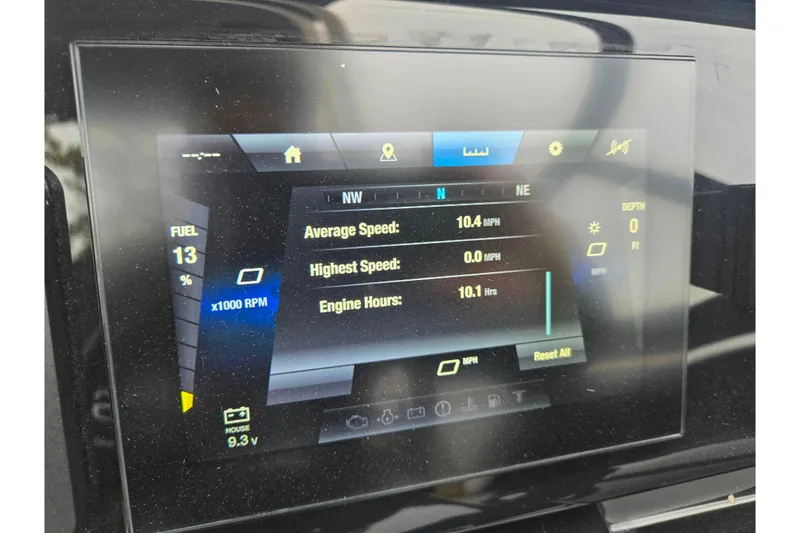 --:--
NW N NE
Average Speed: 10.4 MPH
Highest Speed: 0.0 MPH
Engine Hours: 10.1 Hrs
FUEL
13
%
x1000 RPM
DEPTH
0
Ft
MPH
MPH
Reset All
HOUSE
9.3 V